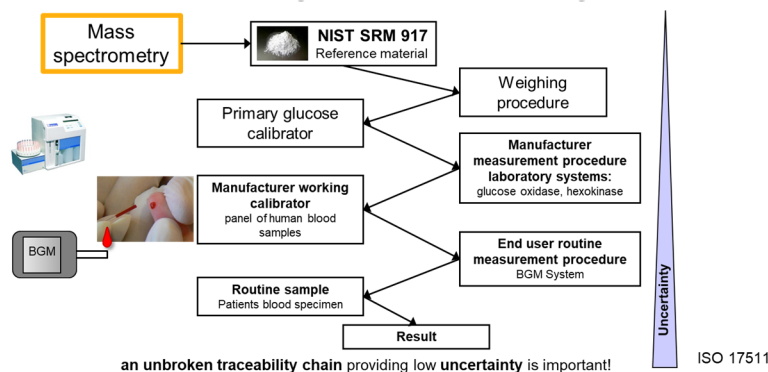 Mass
spectrometry
NIST SRM 917
Reference material
Weighing
procedure
Primary glucose
calibrator
Manufacturer
measurement procedure
laboratory systems:
glucose oxidase, hexokinase
Manufacturer working
calibrator
panel of human blood
samples
BGM
End user routine
measurement procedure
BGM System
Routine sample
Patients blood specimen
Uncertainty
Result
ISO 17511
an unbroken traceability chain providing low uncertainty is important!